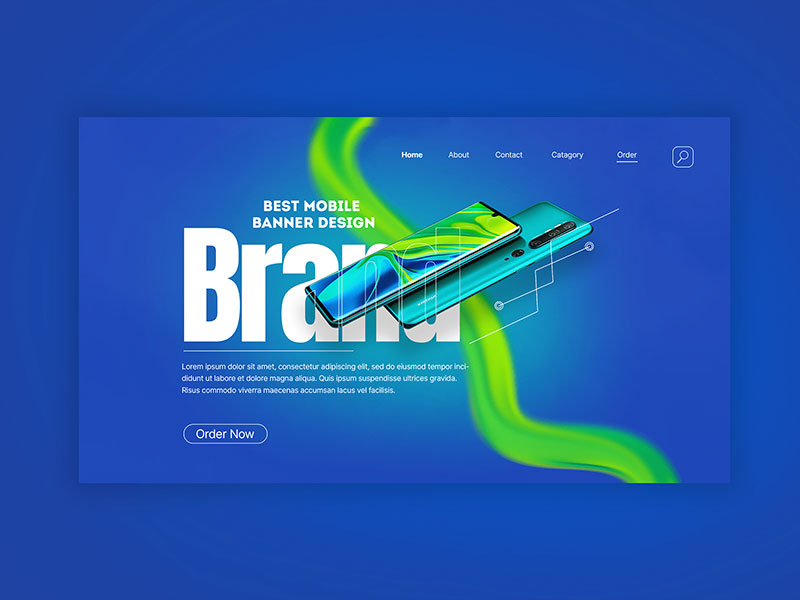 Home About Contact Catagory Order
BEST MOBILE
BANNER DESIGN
Brand
Lorem ipsum dolor sit amet, consectetur adipiscing elit, sed do eiusmod tempor inci-
didunt ut labore et dolore magna aliqua. Quis ipsum suspendisse ultrices gravida.
Risus commodo viverra maecenas accumsan lacus vel facilisis.
Order Now